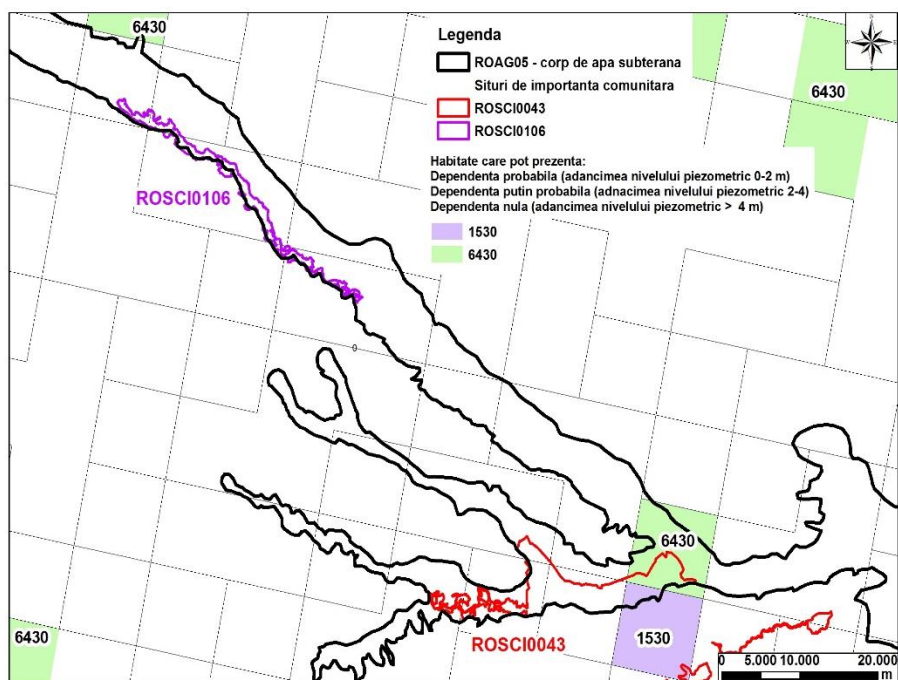 6430
Legenda
ROAG05 - corp de apa subterana
Situri de importanta comunitara
ROSCI0043
ROSCI0106
Habitate care pot prezenta:
Dependenta probabila (adancimea nivelului piezometric 0-2 m)
Dependenta putin probabila (adnacimea nivelului piezometric 2-4)
Dependenta nula (adancimea nivelului piezometric > 4 m)
1530
6430
6430
ROSCI0106
0
6430
1530
ROSCI0043
6430
0 5.000 10.000 20.000
m